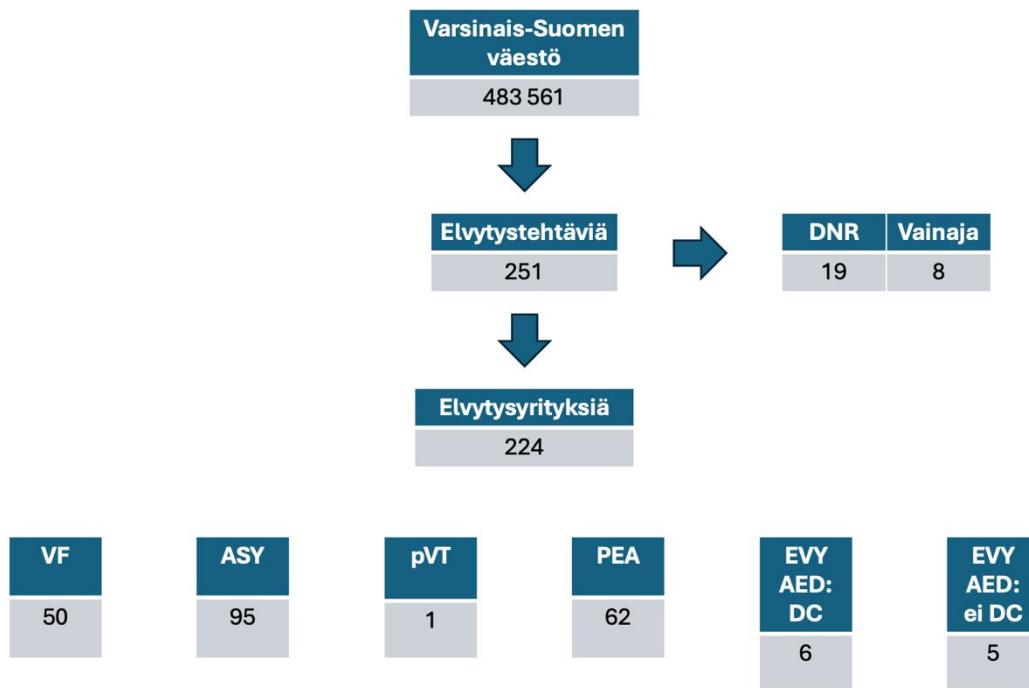 Varsinais-Suomen
väestö
483 561
Elvytystehtäviä
251
DNR Vainaja
19 8
Elvytysyrityksiä
224
VF
50
ASY
95
pVT
1
PEA
62
EVY
AED:
DC
6
EVY
AED:
ei DC
5